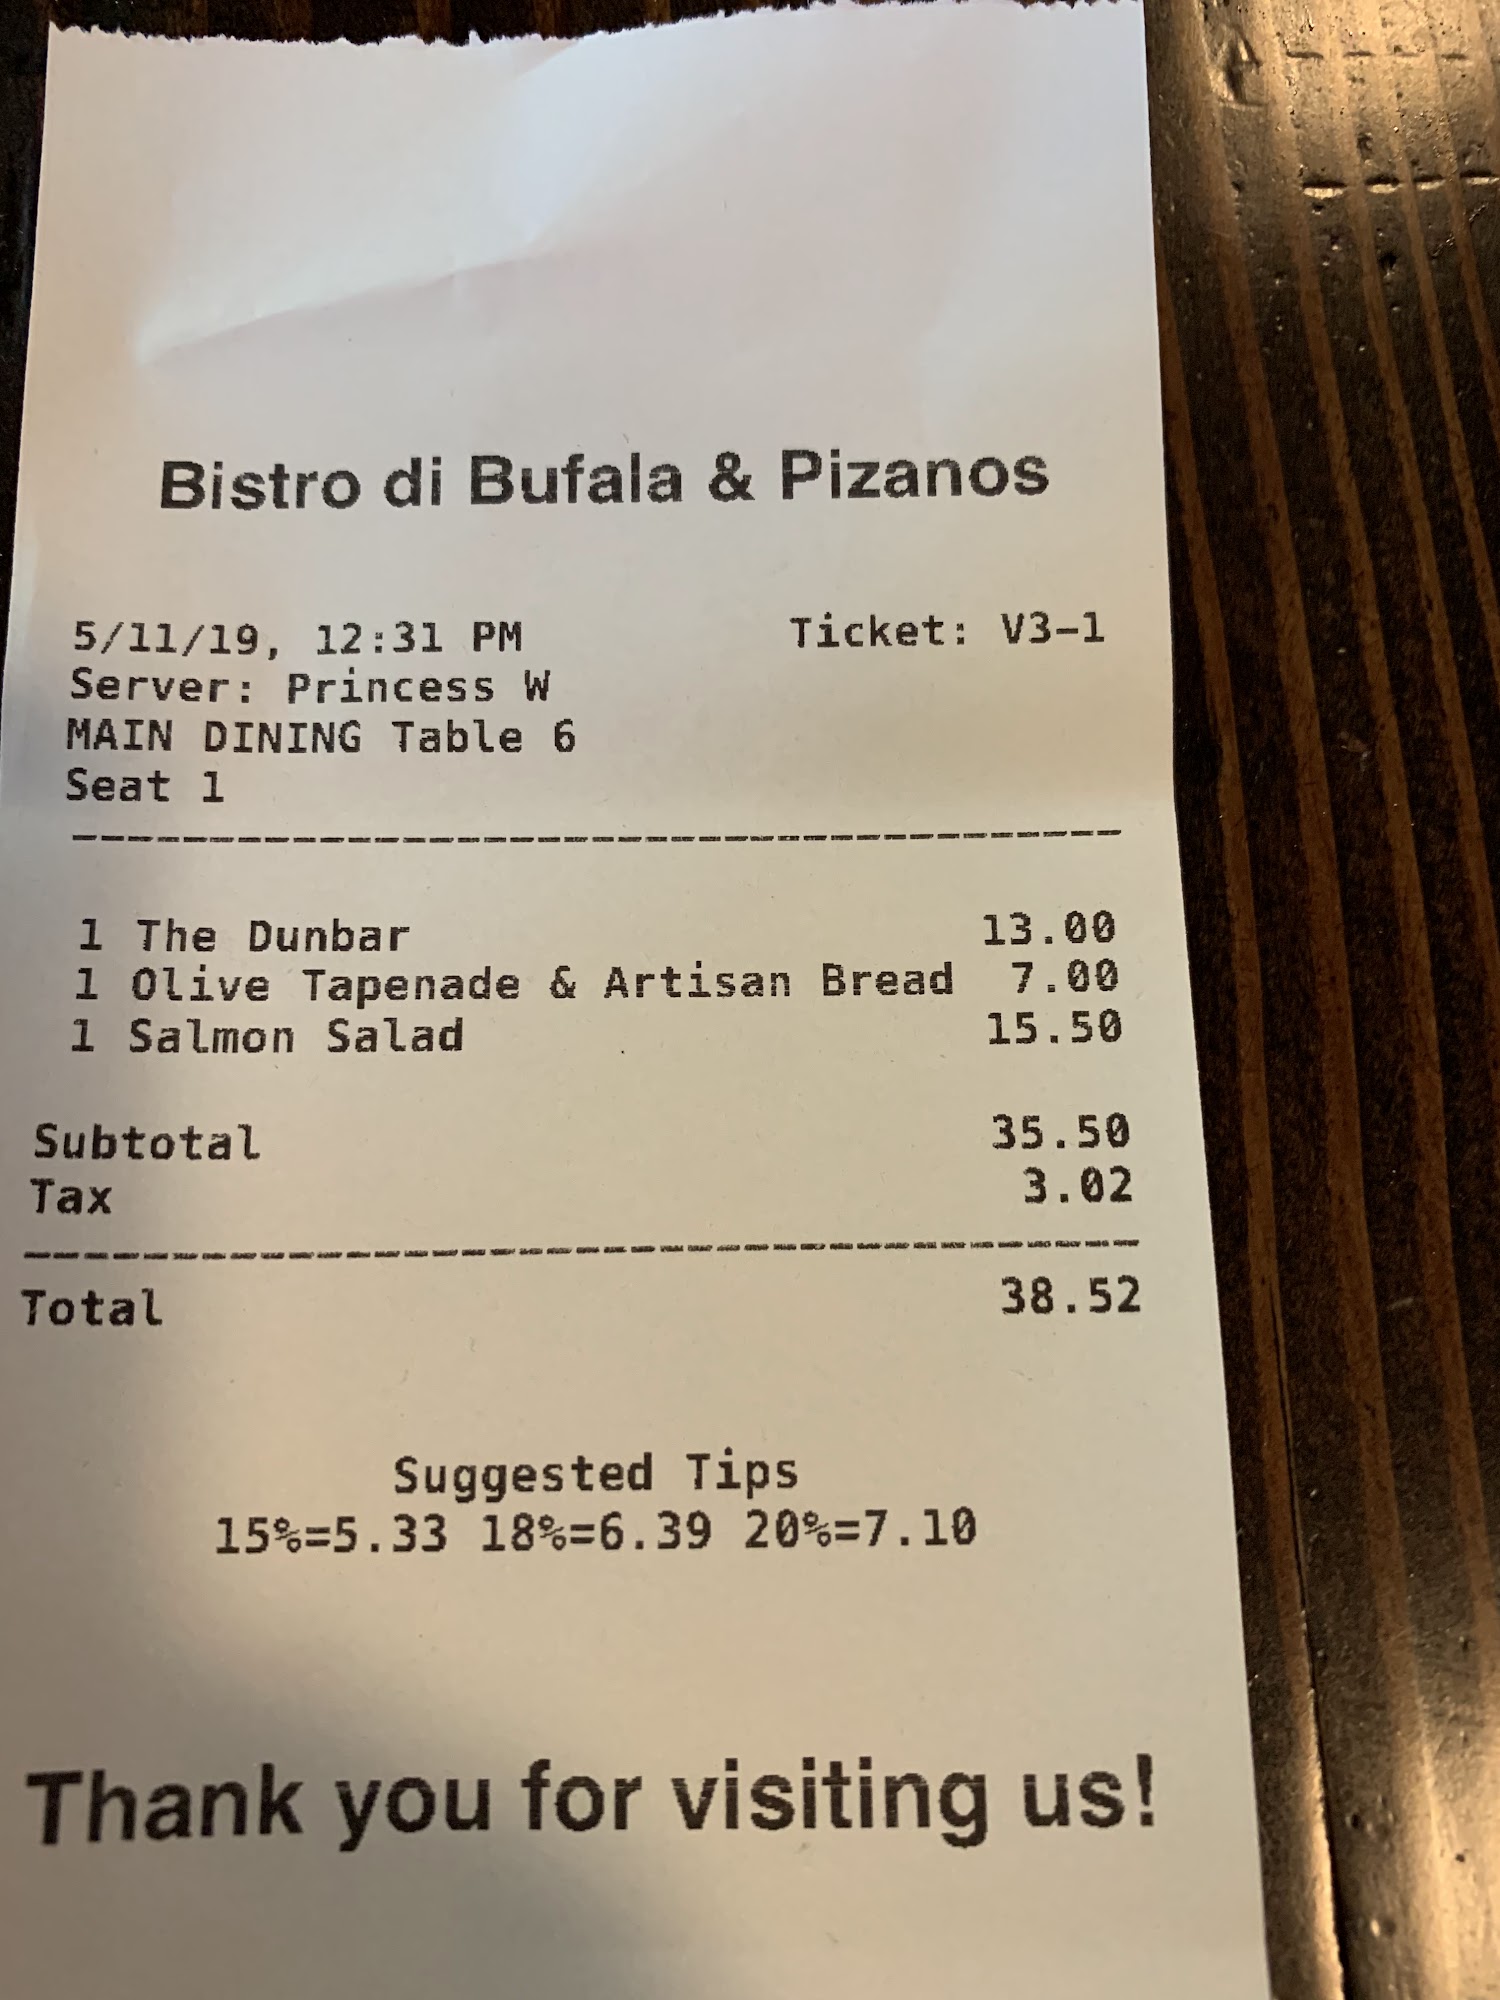 Bistro di Bufala & Pizanos
5/11/19, 12:31 PM Ticket: V3-1
Server: Princess W
MAIN DINING Table 6
Seat 1
1 The Dunbar 13.00
1 Olive Tapenade & Artisan Bread 7.00
1 Salmon Salad 15.50
Subtotal 35.50
Tax 3.02
Total 38.52
Suggested Tips
15%=5.33 18%=6.39 20%=7.10
Thank you for visiting us!